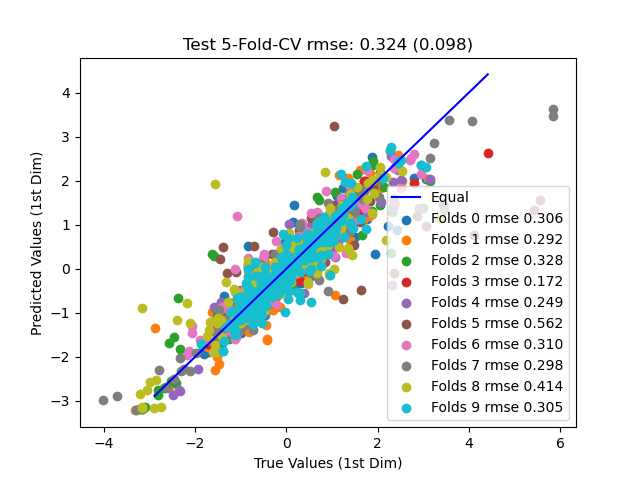 Test 5-Fold-CV rmse: 0.324 (0.098)
Predicted Values (1st Dim)
4
3
2
1
0
−1
−2
−3
Equal
Folds 0 rmse 0.306
Folds 1 rmse 0.292
Folds 2 rmse 0.328
Folds 3 rmse 0.172
Folds 4 rmse 0.249
Folds 5 rmse 0.562
Folds 6 rmse 0.310
Folds 7 rmse 0.298
Folds 8 rmse 0.414
Folds 9 rmse 0.305
−4 −2 0 2 4 6
True Values (1st Dim)